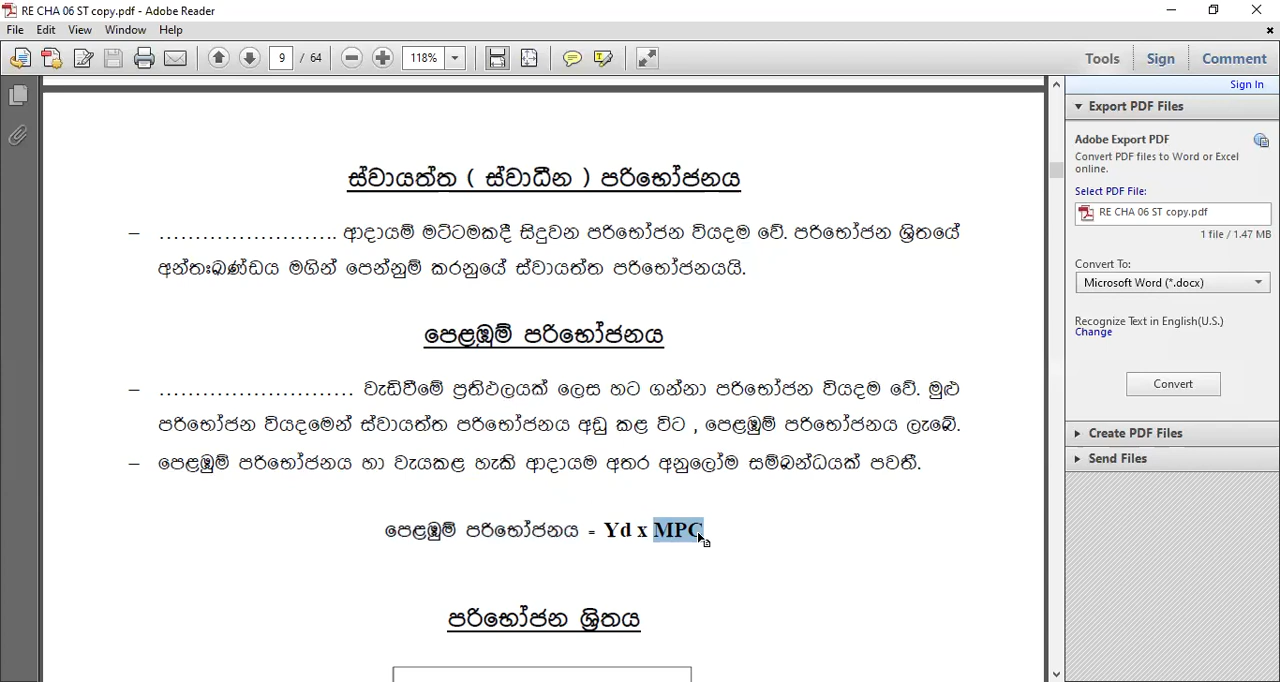 RE CHA 06 ST copy.pdf - Adobe Reader
File Edit View Window Help
9 / 64 118% Tools Sign Comment
Sign In
Export PDF Files
Adobe Export PDF
Convert PDF files to Word or Excel
online.
Select PDF File:
RE CHA 06 ST copy.pdf
1 file / 1.47 MB
Convert To:
Microsoft Word (*.docx)
Recognize Text in English(U.S.)
Change
Convert
Create PDF Files
Send Files
ස්වායත්ත ( ස්වාධීන ) පරිභෝජනය
– ........................ ආදායම් මට්ටමකදී සිදුවන පරිභෝජන වියදම වේ. පරිභෝජන ශ්‍රිතයේ
අන්තඃඛණ්ඩය මගින් පෙන්නුම් කරනුයේ ස්වායත්ත පරිභෝජනයයි.
පෙළඹුම් පරිභෝජනය
– ........................... වැඩිවීමේ ප්‍රතිඵලයක් ලෙස හට ගන්නා පරිභෝජන වියදම වේ. මුළු
පරිභෝජන වියදමෙන් ස්වායත්ත පරිභෝජනය අඩු කළ විට , පෙළඹුම් පරිභෝජනය ලැබේ.
– පෙළඹුම් පරිභෝජනය හා වැයකළ හැකි ආදායම අතර අනුලෝම සම්බන්ධයක් පවතී.
පෙළඹුම් පරිභෝජනය = Yd x MPC
පරිභෝජන ශ්‍රිතය